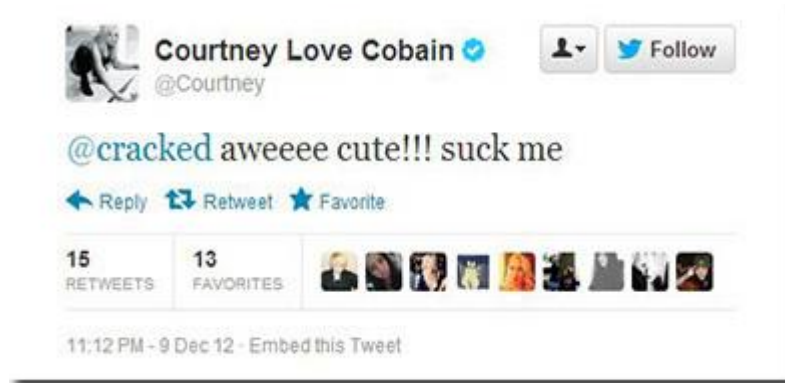 Courtney Love Cobain
Follow
@Courtney
@cracked aweeee cute!!! suck me
Reply Retweet Favorite
15 13
RETWEETS FAVORITES
11:12 PM - 9 Dec 12 · Embed this Tweet